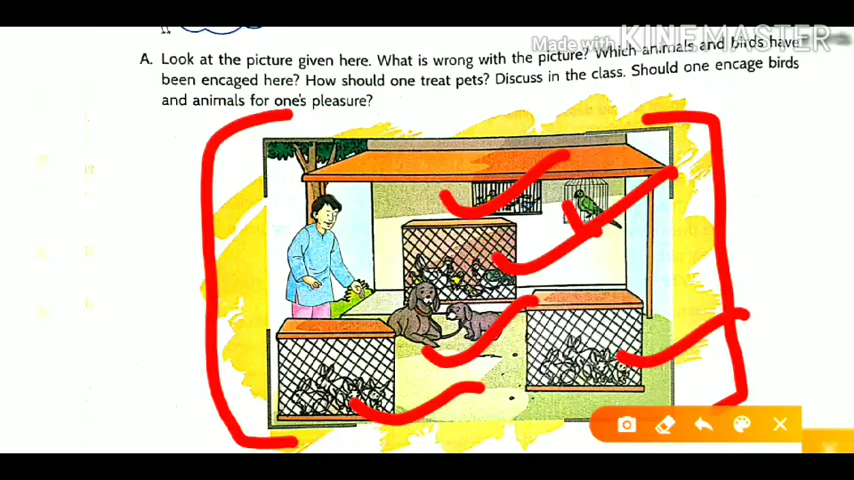 Made with KINEMASTER
A. Look at the picture given here. What is wrong with the picture? Which animals and birds have
been encaged here? How should one treat pets? Discuss in the class. Should one encage birds
and animals for one's pleasure?